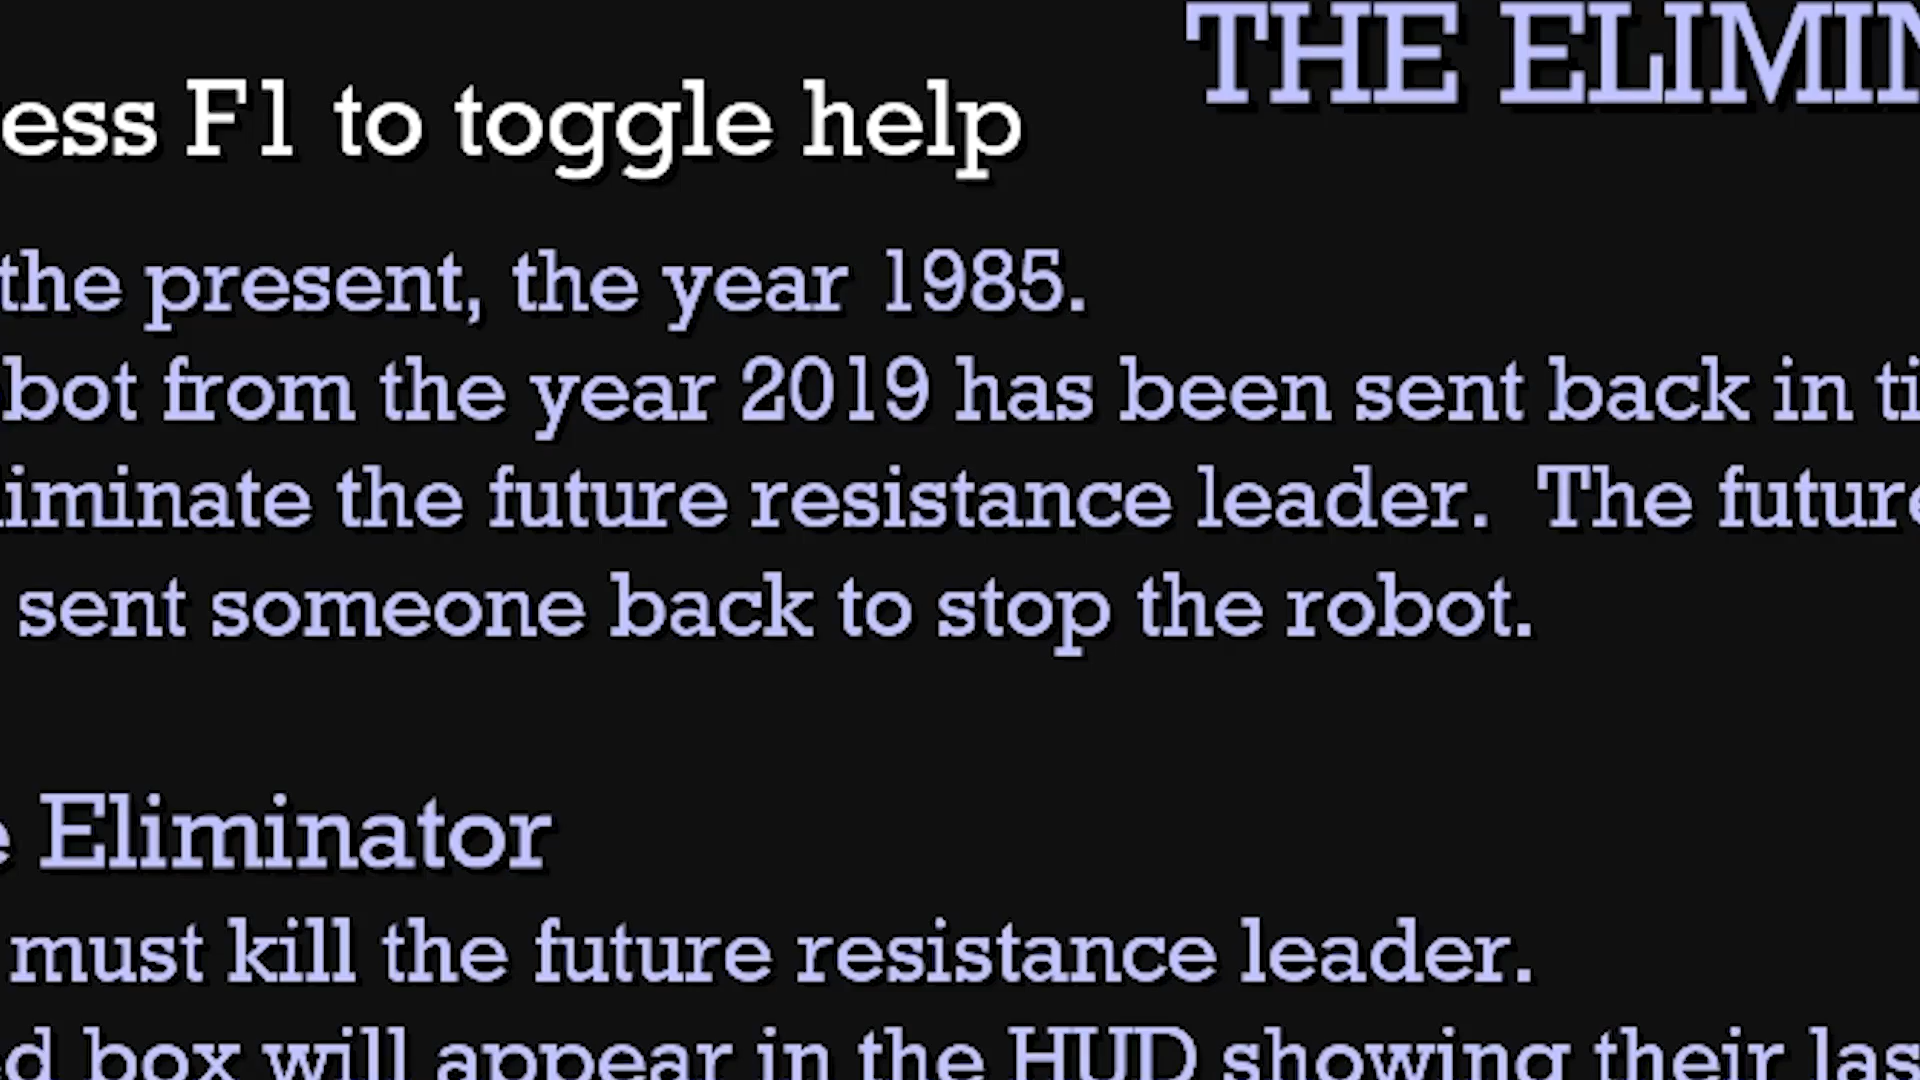 THE ELIMIN
ess F1 to toggle help
the present, the year 1985.
bot from the year 2019 has been sent back in ti
liminate the future resistance leader. The future
sent someone back to stop the robot.
e Eliminator
must kill the future resistance leader.
d box will appear in the HUD showing their las